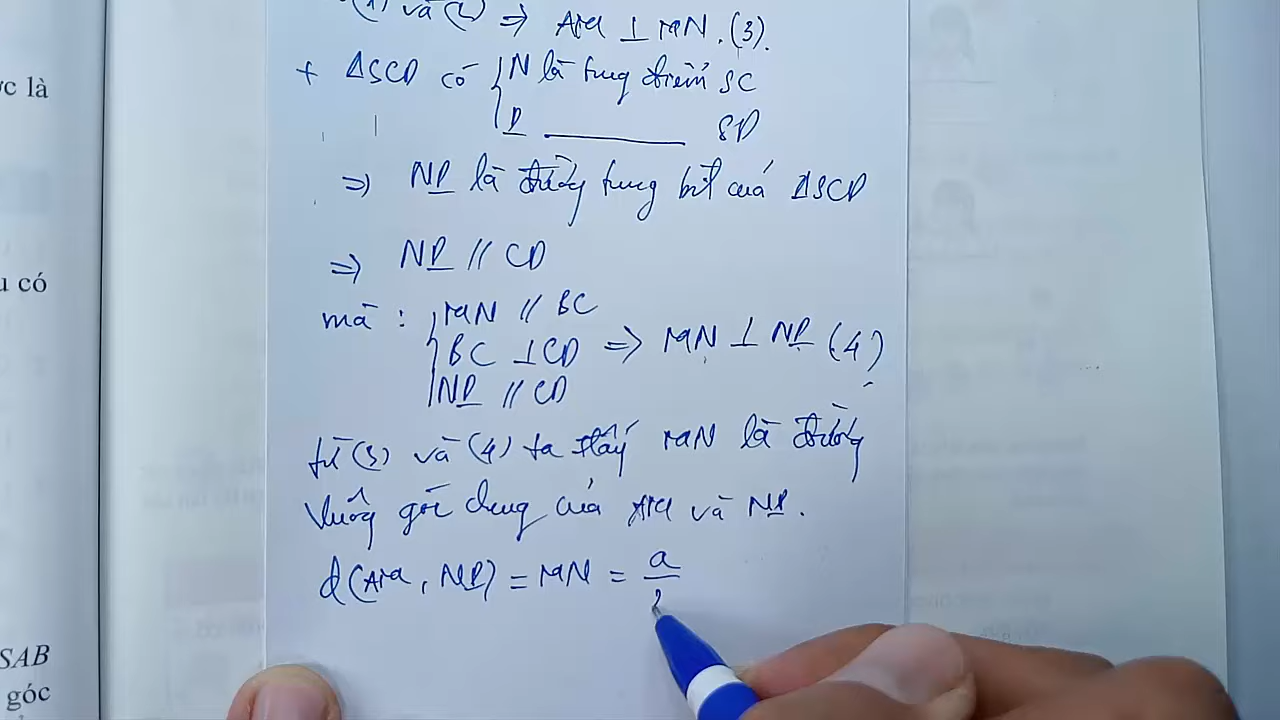 (1) và (2) => AM ⊥ MN. (3).
+ ΔSCD có { N là trung điểm SC
P ———— SD
=> NP là đường trung bình của ΔSCD
=> NP // CD
mà : { MN // BC
BC ⊥ CD => MN ⊥ NP (4)
NP // CD
từ (3) và (4) ta thấy MN là đường
vuông góc chung của AM và NP.
d(AM, NP) = MN = a/2
ợc là
u có
SAB
góc